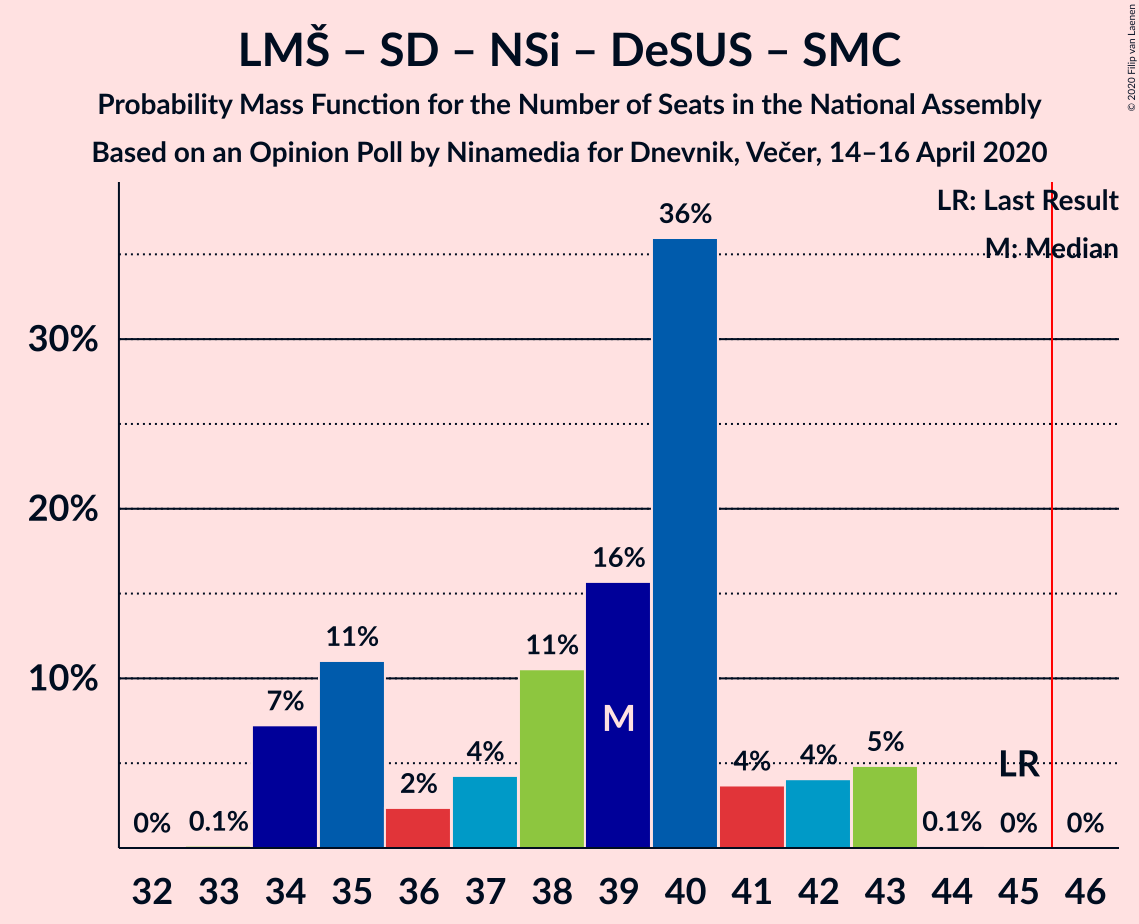 LMŠ – SD – NSi – DeSUS – SMC
Probability Mass Function for the Number of Seats in the National Assembly
Based on an Opinion Poll by Ninamedia for Dnevnik, Večer, 14–16 April 2020
© 2020 Filip van Laenen
LR: Last Result
M: Median
30%
20%
10%
0%
0.1%
7%
11%
2%
4%
11%
16%
36%
4%
4%
5%
0.1%
0%
0%
M
LR
32 33 34 35 36 37 38 39 40 41 42 43 44 45 46